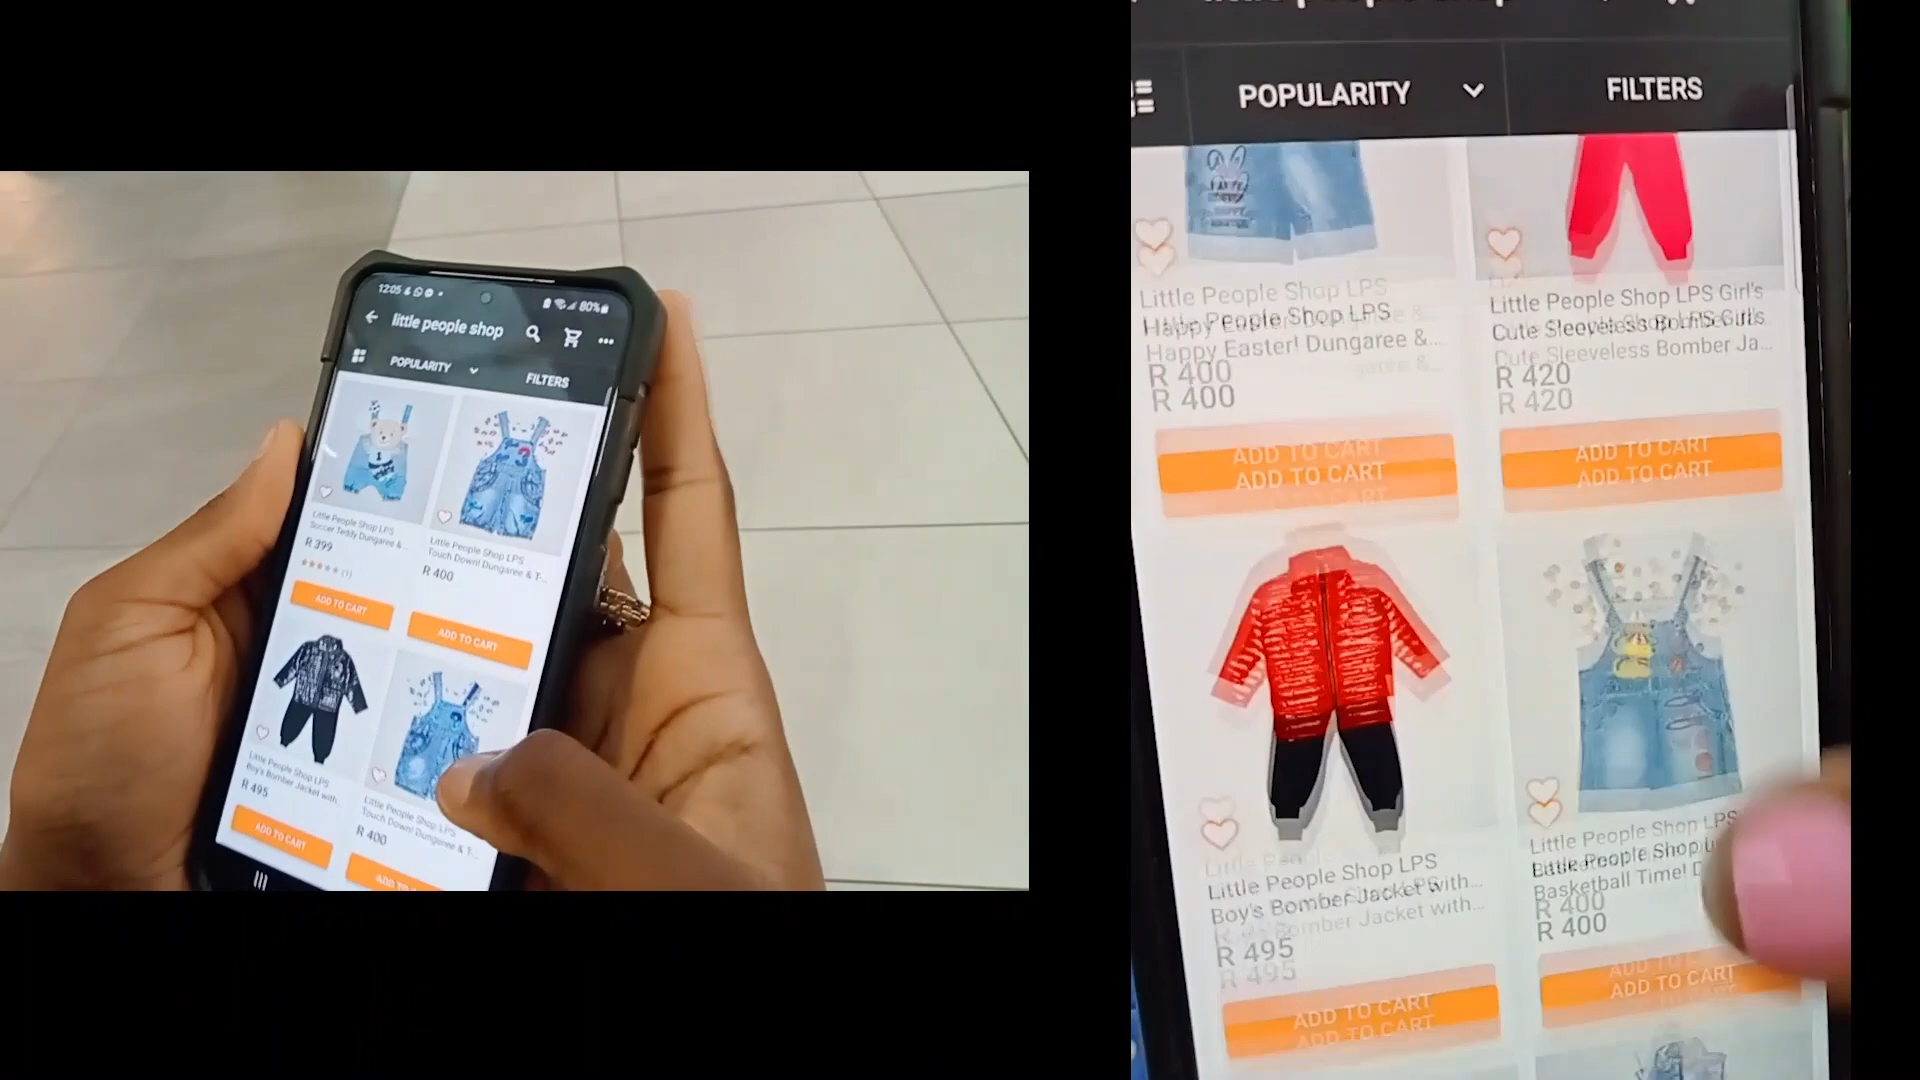 12:05
80%
little people shop
POPULARITY
FILTERS
Little People Shop LPS
Soccer Teddy Dungaree & ...
R 399
(1)
ADD TO CART
Little People Shop LPS
Touch Down! Dungaree & T-...
R 400
ADD TO CART
Little People Shop LPS
Boy's Bomber Jacket with...
R 495
ADD TO CART
Little People Shop LPS
Touch Down! Dungaree & T...
R 400
POPULARITY
FILTERS
Little People Shop LPS
Happy Easter! Dungaree &...
R 400
ADD TO CART
Little People Shop LPS Girl's
Cute Sleeveless Bomber Ja...
R 420
ADD TO CART
Little People Shop LPS
Boy's Bomber Jacket with...
R 495
ADD TO CART
Little People Shop LPS
Basketball Time!
R 400
ADD TO CART